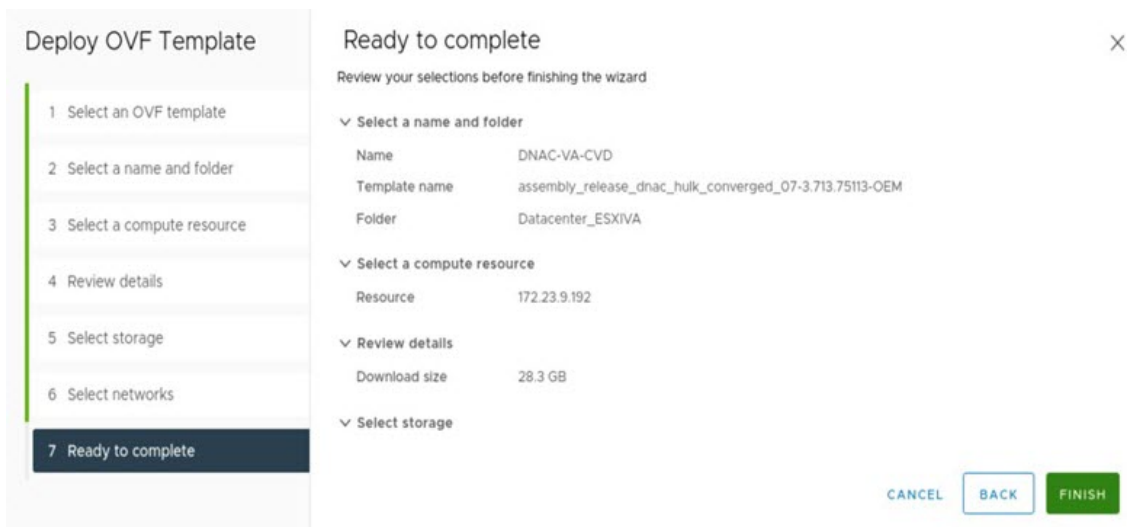 Deploy OVF Template
1 Select an OVF template
2 Select a name and folder
3 Select a compute resource
4 Review details
5 Select storage
6 Select networks
7 Ready to complete
Ready to complete
Review your selections before finishing the wizard
Select a name and folder
Name DNAC-VA-CVD
Template name assembly_release_dnac_hulk_converged_07-3.713.75113-OEM
Folder Datacenter_ESXIVA
Select a compute resource
Resource 172.23.9.192
Review details
Download size 28.3 GB
Select storage
CANCEL BACK FINISH